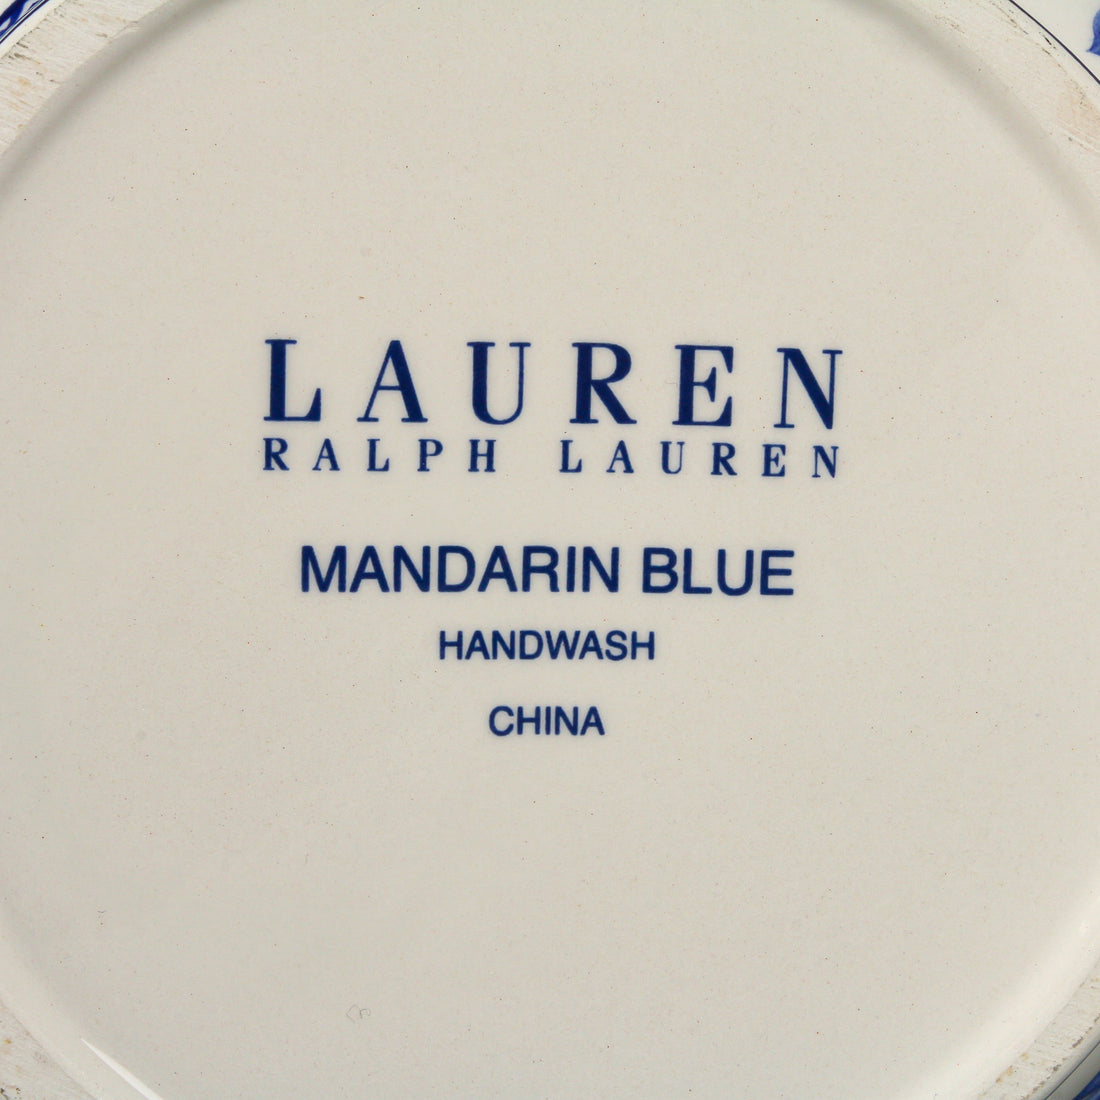 LAUREN
RALPH LAUREN
MANDARIN BLUE
HANDWASH
CHINA